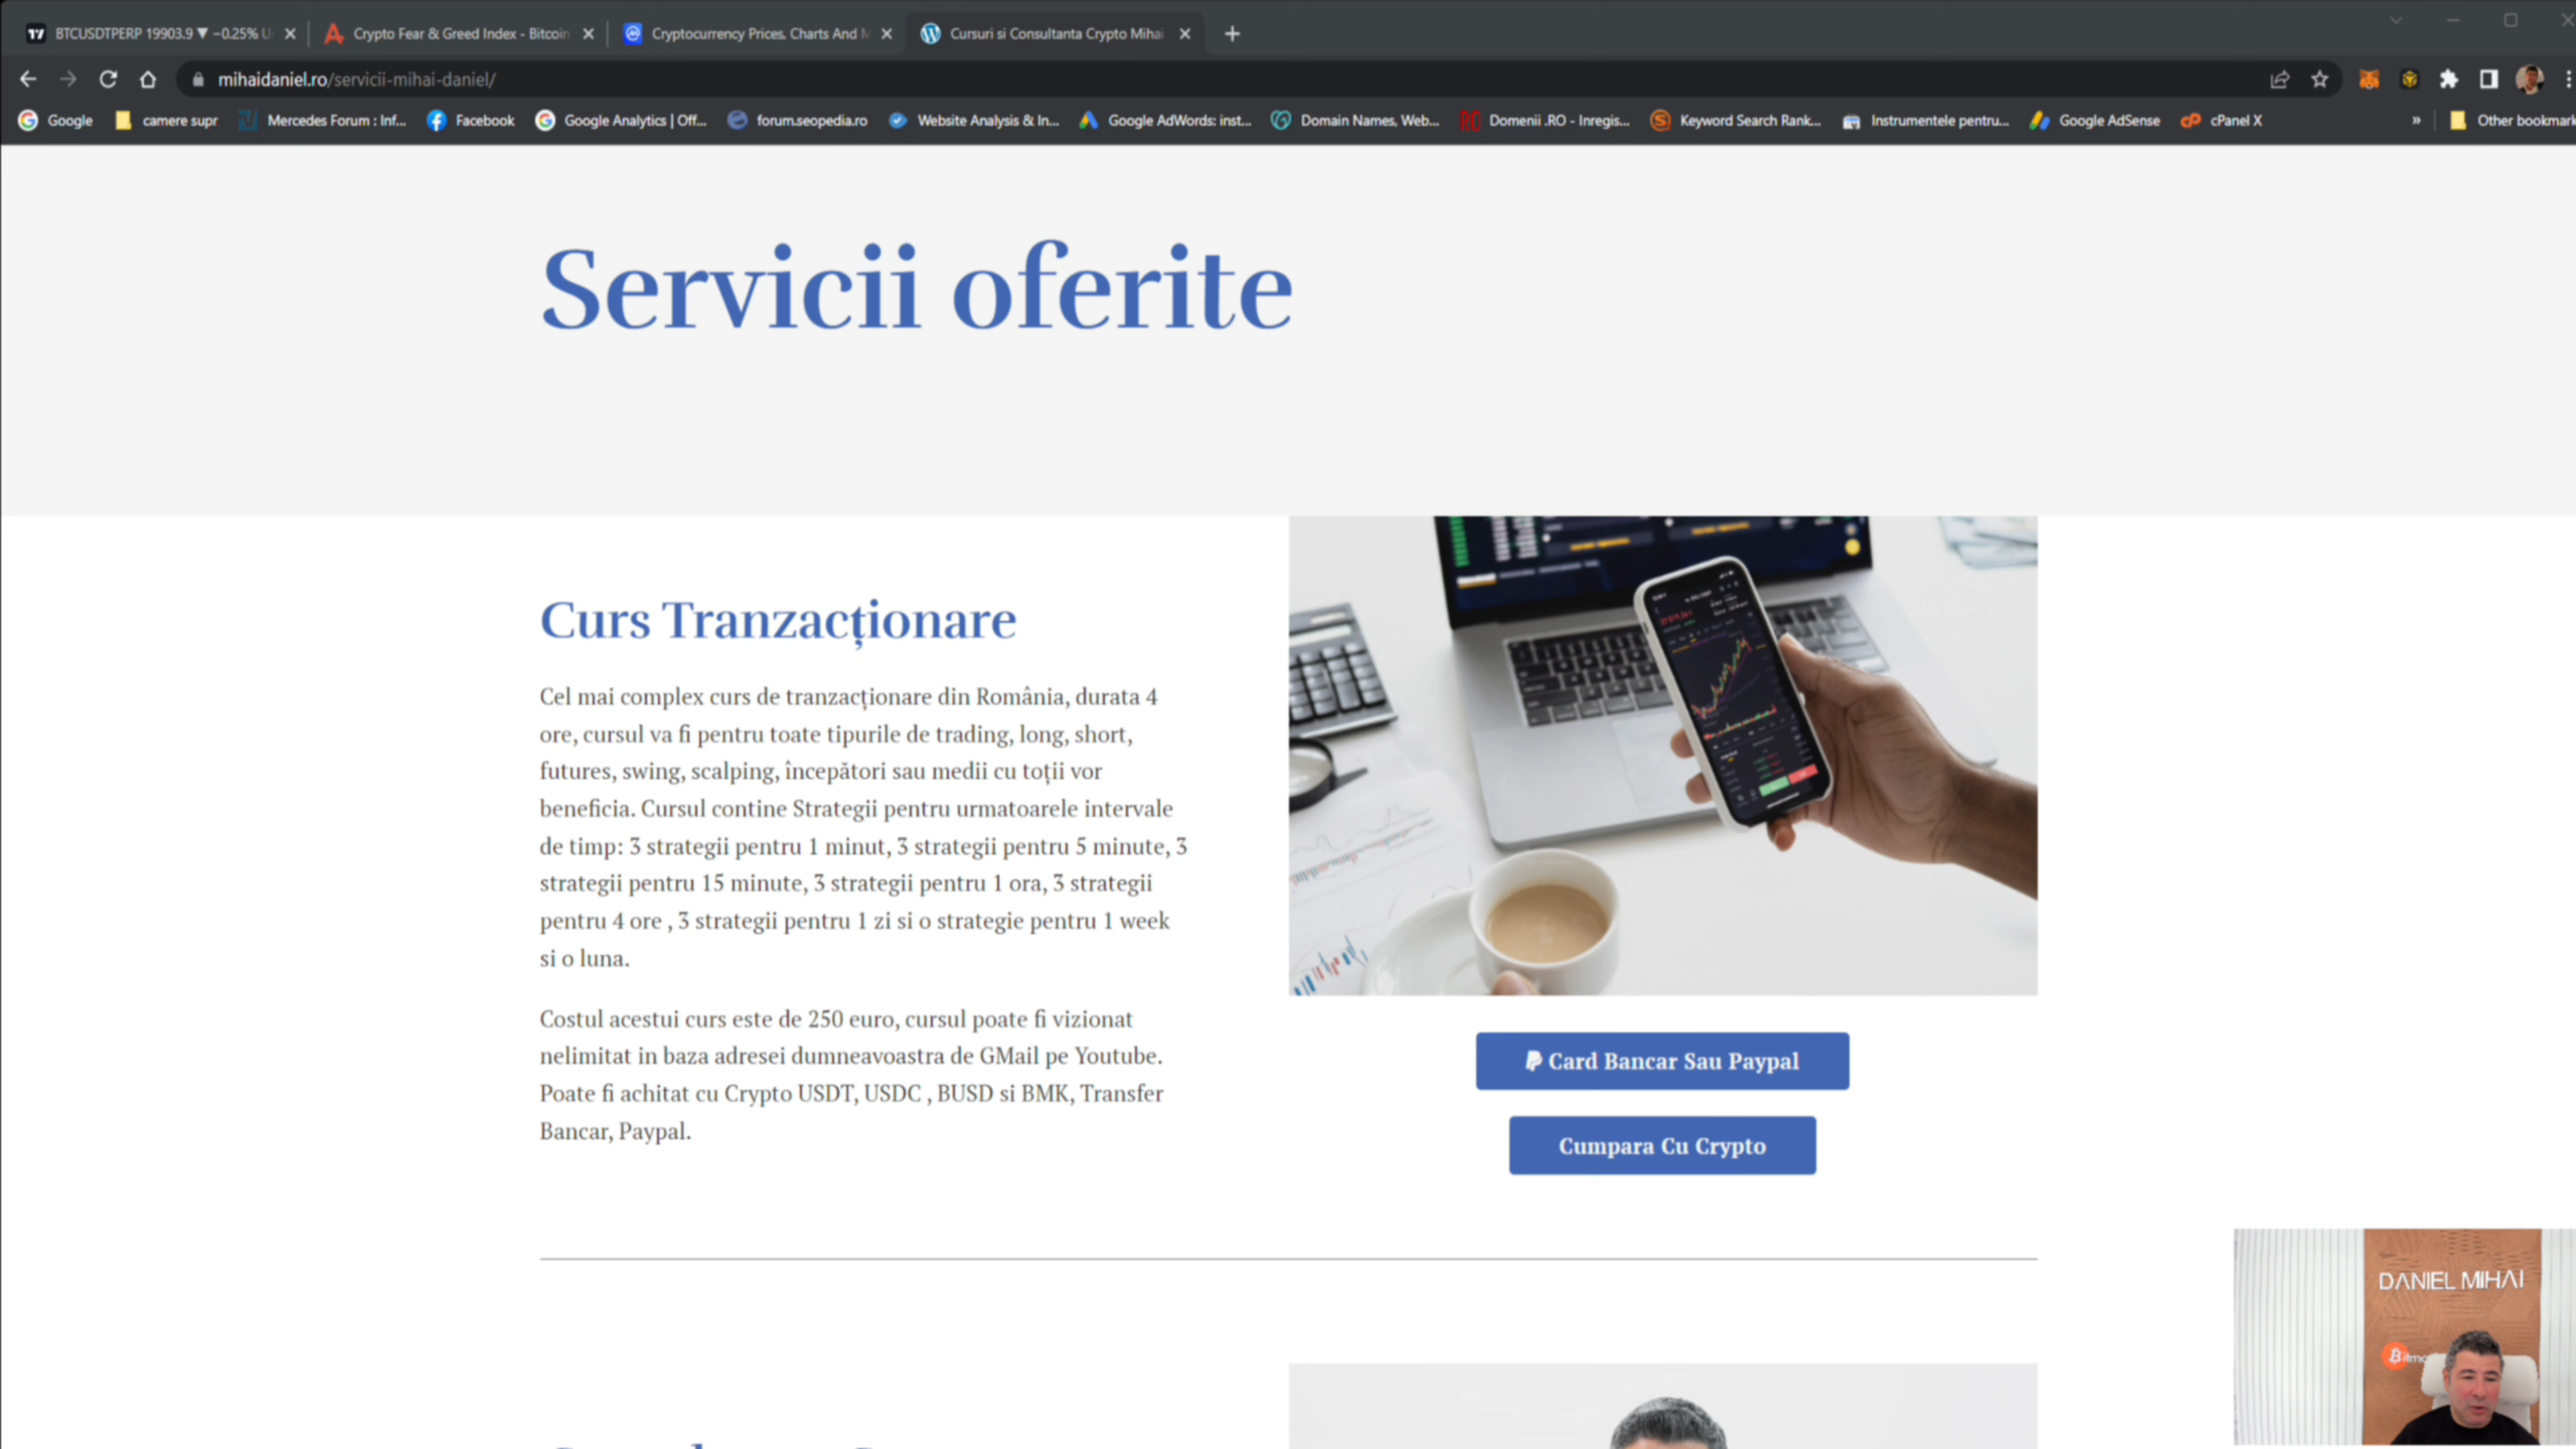 BTCUSDTPERP 19903.9 ▼ −0.25%
Crypto Fear & Greed Index - Bitcoin
Cryptocurrency Prices, Charts And
Cursuri si Consultanta Crypto Mihai
mihaidaniel.ro/servicii-mihai-daniel/
Google
camere supr
Mercedes Forum : Inf...
Facebook
Google Analytics | Off...
forum.seopedia.ro
Website Analysis & In...
Google AdWords: inst...
Domain Names, Web...
Domenii .RO - Inregis...
Keyword Search Rank...
Instrumentele pentru...
Google AdSense
cPanel X
»
Other bookmark
Servicii oferite
Curs Tranzacționare
Cel mai complex curs de tranzacționare din România, durata 4
ore, cursul va fi pentru toate tipurile de trading, long, short,
futures, swing, scalping, începători sau medii cu toții vor
beneficia. Cursul contine Strategii pentru urmatoarele intervale
de timp: 3 strategii pentru 1 minut, 3 strategii pentru 5 minute, 3
strategii pentru 15 minute, 3 strategii pentru 1 ora, 3 strategii
pentru 4 ore , 3 strategii pentru 1 zi si o strategie pentru 1 week
si o luna.
Costul acestui curs este de 250 euro, cursul poate fi vizionat
nelimitat in baza adresei dumneavoastra de GMail pe Youtube.
Poate fi achitat cu Crypto USDT, USDC , BUSD si BMK, Transfer
Bancar, Paypal.
Card Bancar Sau Paypal
Cumpara Cu Crypto
DANIEL MIHAI